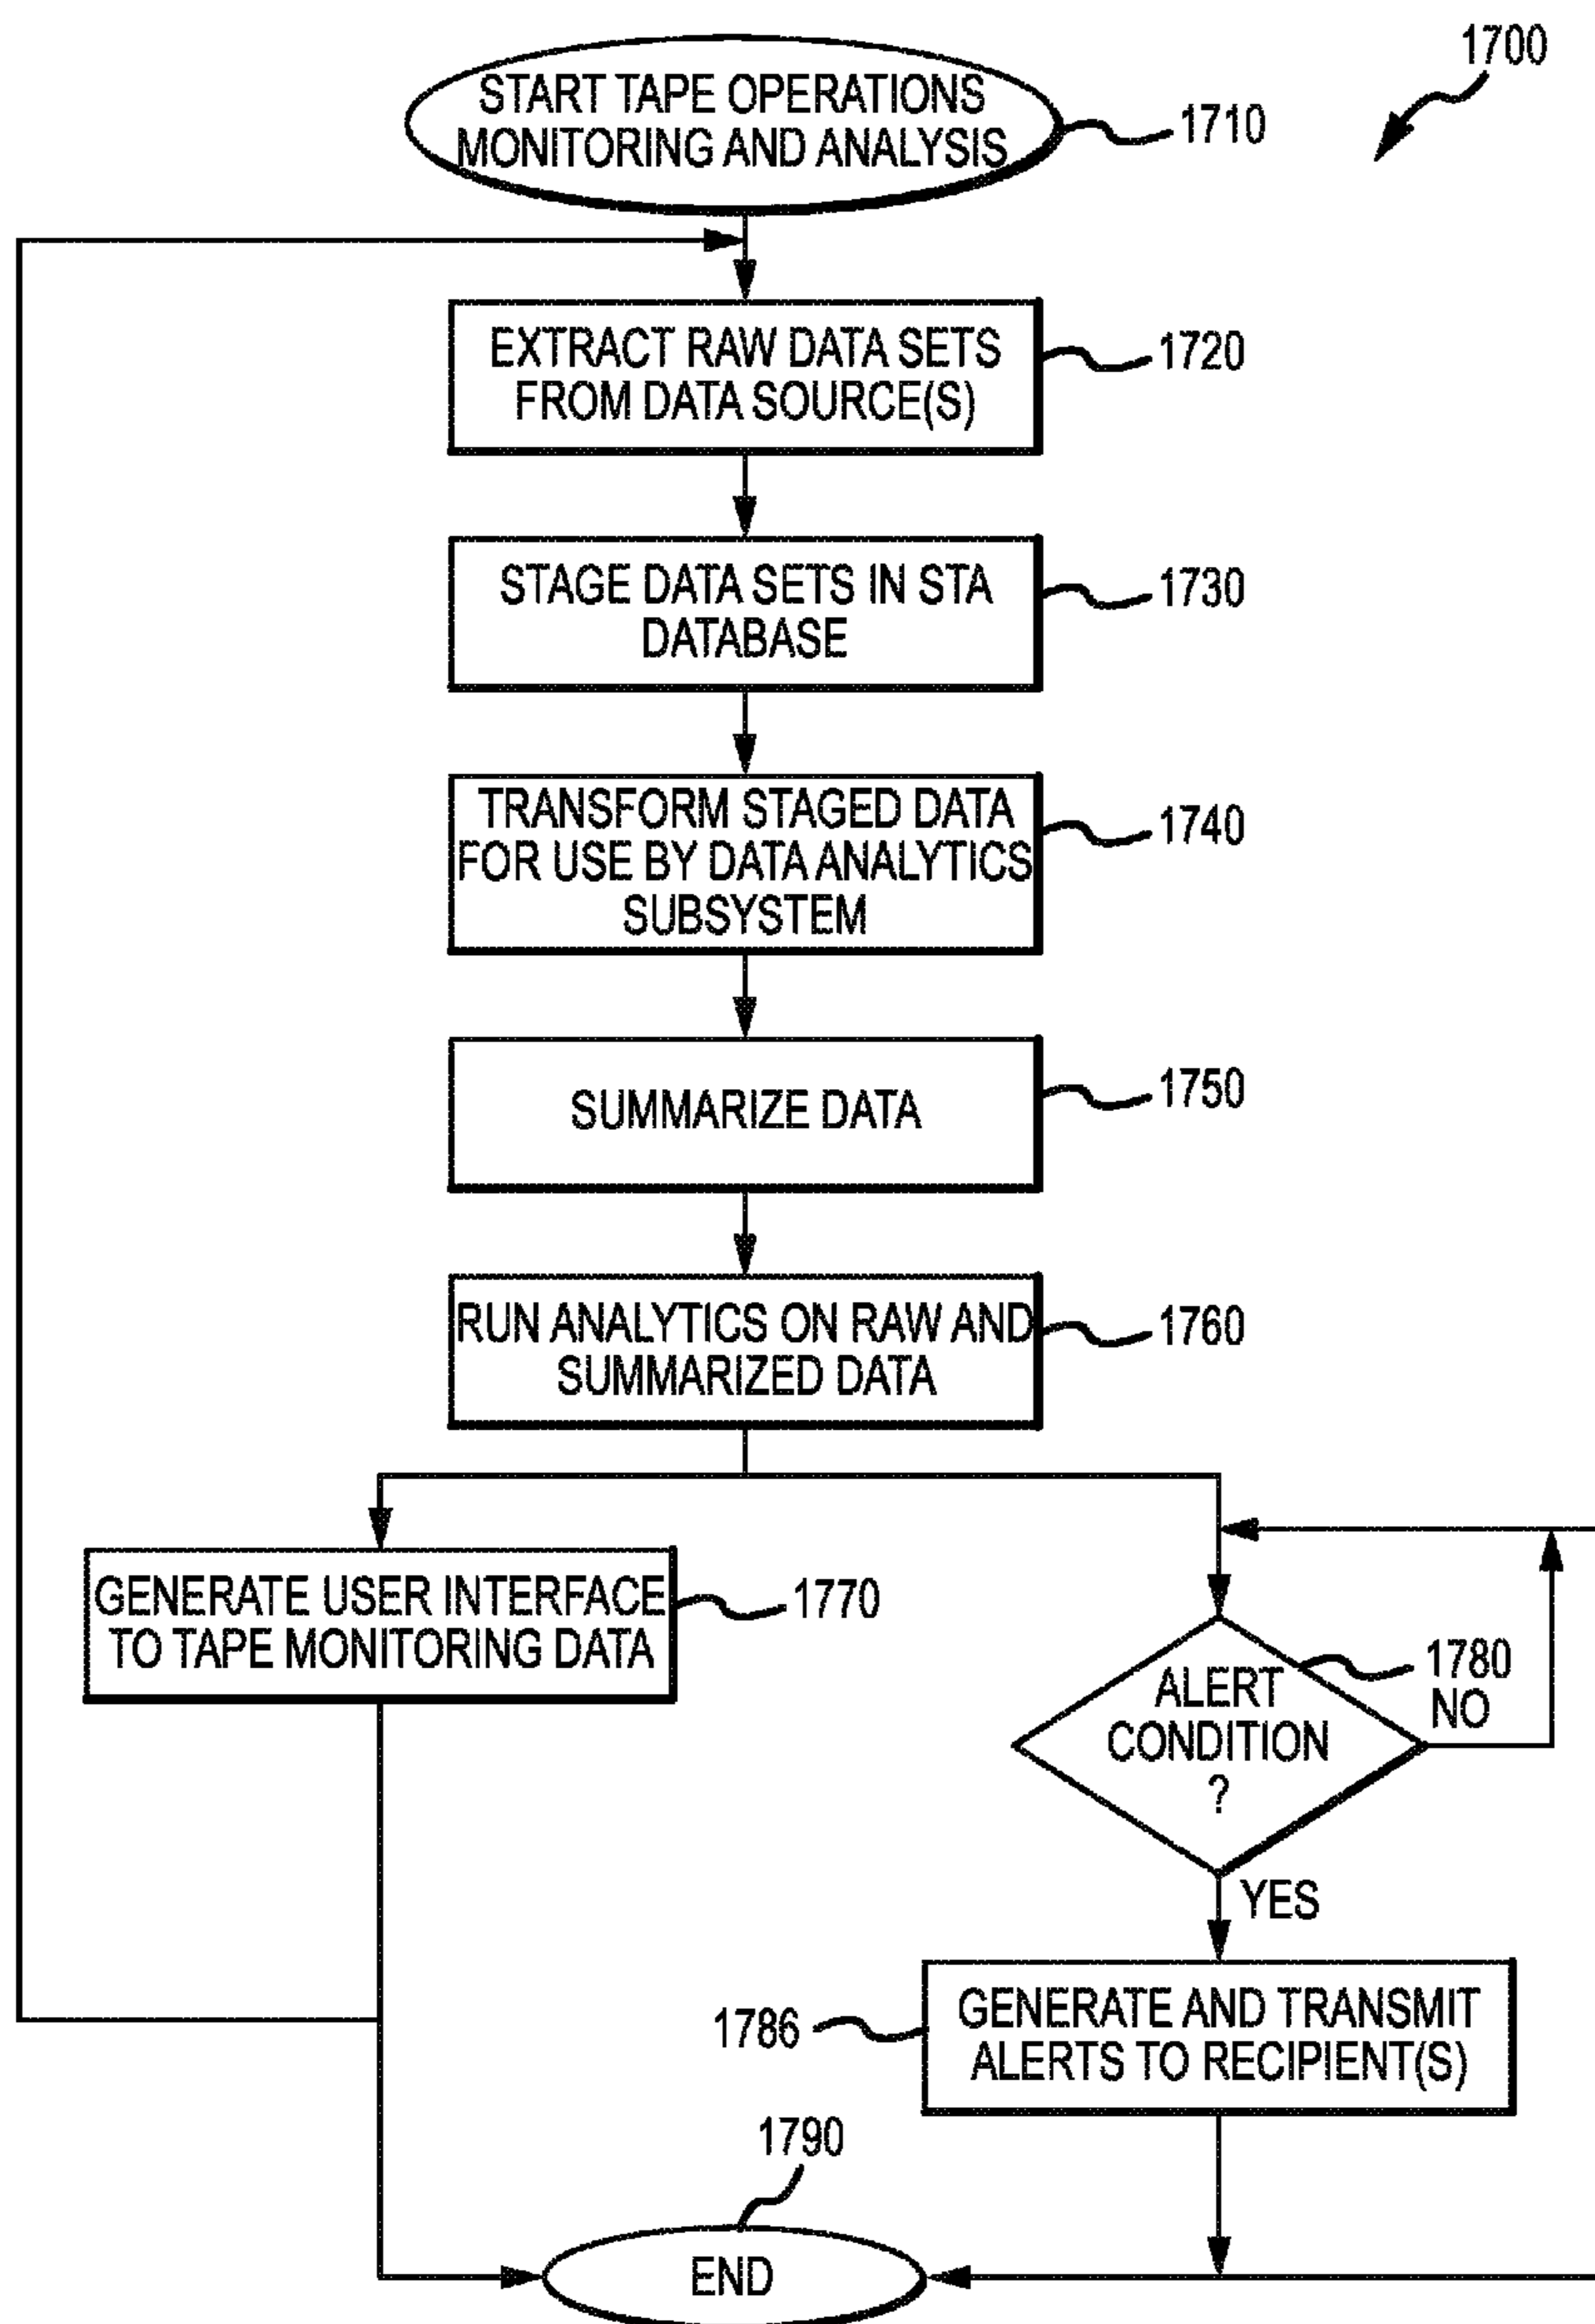 1700
START TAPE OPERATIONS
MONITORING AND ANALYSIS
1710
EXTRACT RAW DATA SETS
FROM DATA SOURCE(S)
1720
STAGE DATA SETS IN STA
DATABASE
1730
TRANSFORM STAGED DATA
FOR USE BY DATA ANALYTICS
SUBSYSTEM
1740
SUMMARIZE DATA
1750
RUN ANALYTICS ON RAW AND
SUMMARIZED DATA
1760
GENERATE USER INTERFACE
TO TAPE MONITORING DATA
1770
ALERT
CONDITION
?
1780
NO
YES
GENERATE AND TRANSMIT
ALERTS TO RECIPIENT(S)
1786
1790
END